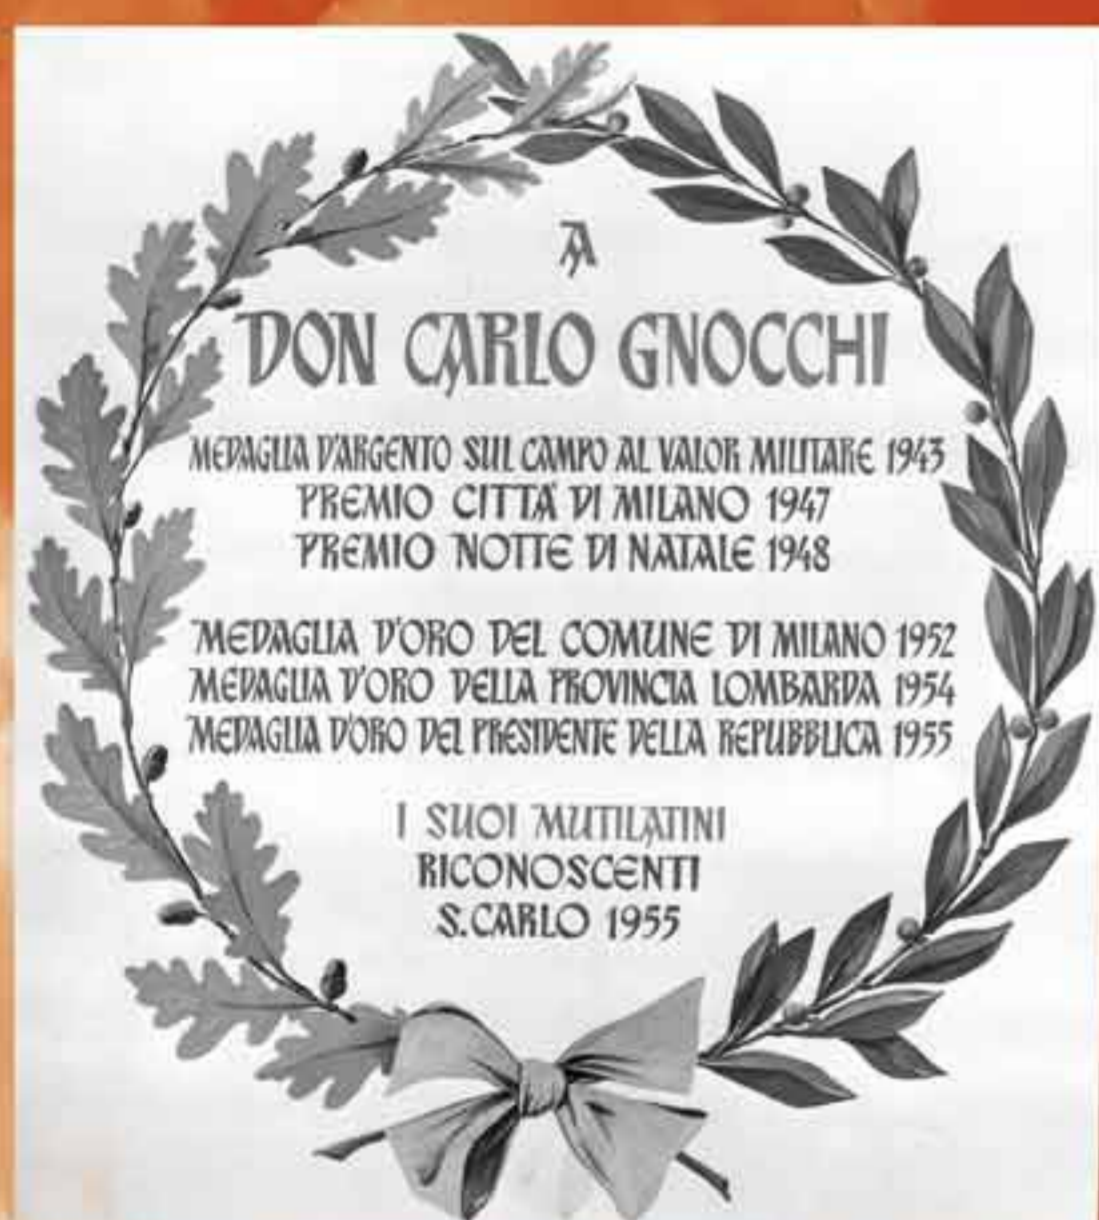 A
DON CARLO GNOCCHI
MEDAGLIA D'ARGENTO SUL CAMPO AL VALOR MILITARE 1943
PREMIO CITTÀ DI MILANO 1947
PREMIO NOTTE DI NATALE 1948
MEDAGLIA D'ORO DEL COMUNE DI MILANO 1952
MEDAGLIA D'ORO DELLA PROVINCIA LOMBARDA 1954
MEDAGLIA D'ORO DEL PRESIDENTE DELLA REPUBBLICA 1955
I SUOI MUTILATINI
RICONOSCENTI
S. CARLO 1955